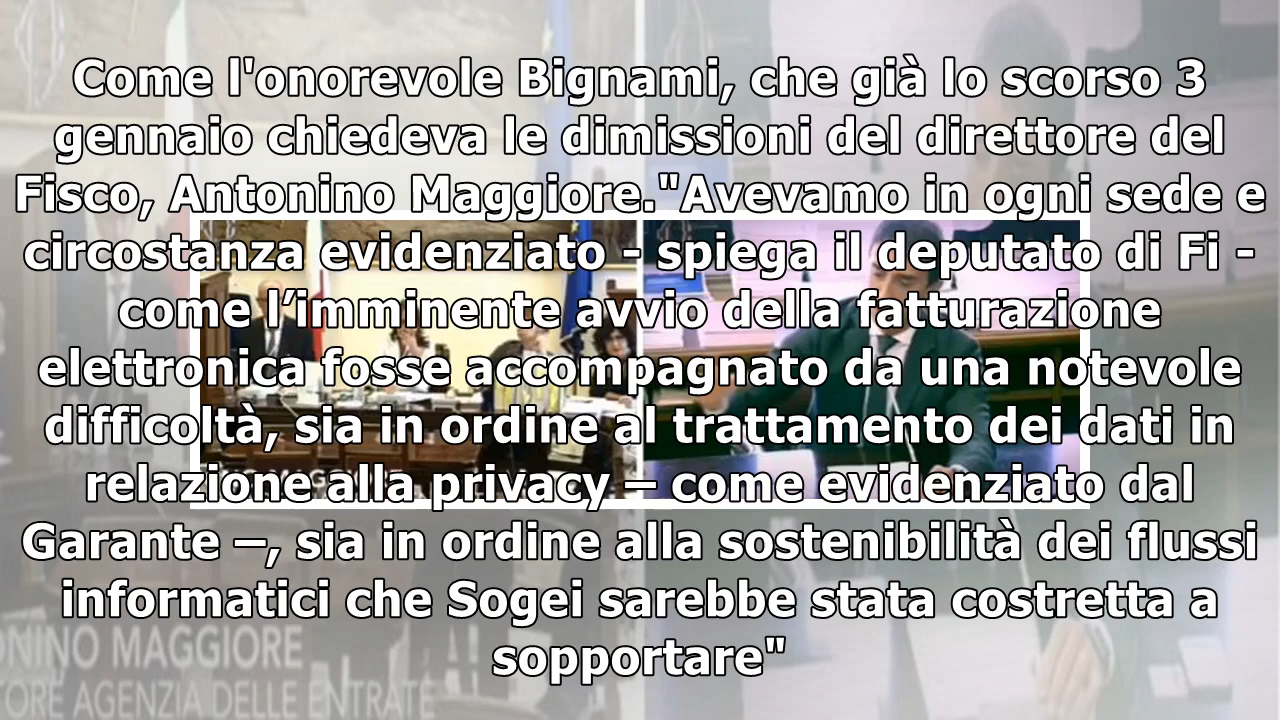 Come l'onorevole Bignami, che già lo scorso 3
gennaio chiedeva le dimissioni del direttore del
Fisco, Antonino Maggiore."Avevamo in ogni sede e
circostanza evidenziato - spiega il deputato di Fi -
come l’imminente avvio della fatturazione
elettronica fosse accompagnato da una notevole
difficoltà, sia in ordine al trattamento dei dati in
relazione alla privacy – come evidenziato dal
Garante –, sia in ordine alla sostenibilità dei flussi
informatici che Sogei sarebbe stata costretta a
sopportare"
ONINO MAGGIORE
TORE AGENZIA DELLE ENTRATE